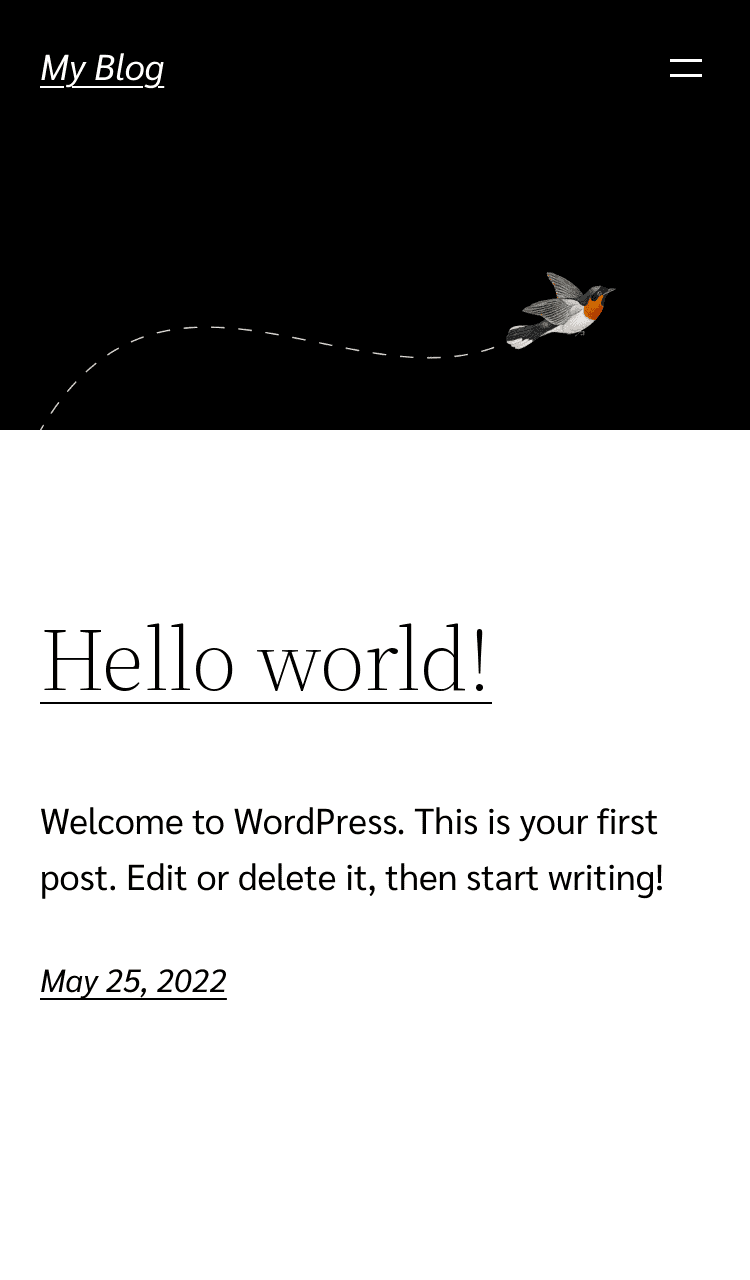 My Blog
Hello world!
Welcome to WordPress. This is your first
post. Edit or delete it, then start writing!
May 25, 2022